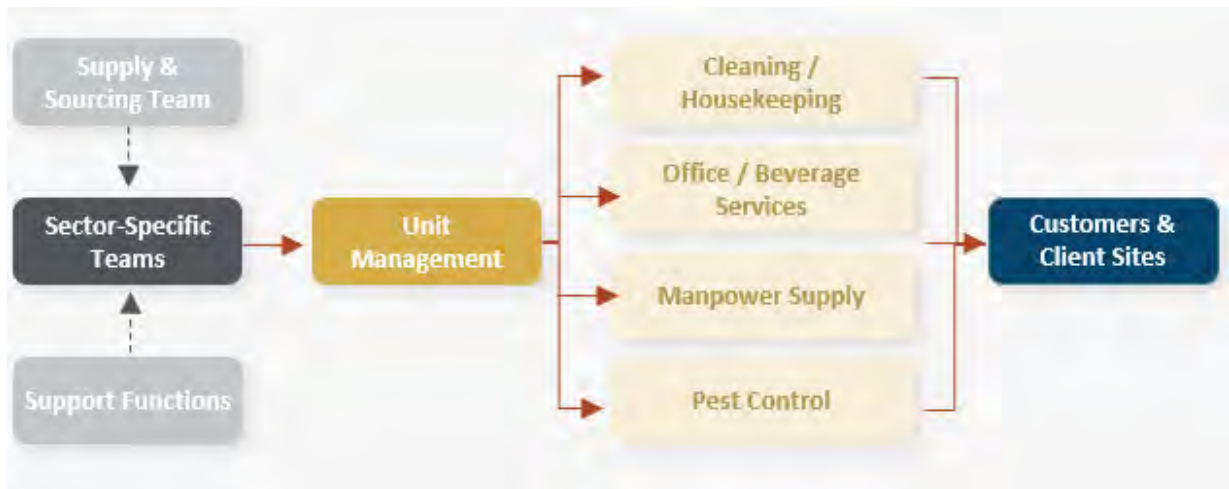 Supply &
Sourcing Team
Sector-Specific
Teams
Support Functions
Unit
Management
Cleaning /
Housekeeping
Office / Beverage
Services
Manpower Supply
Pest Control
Customers &
Client Sites